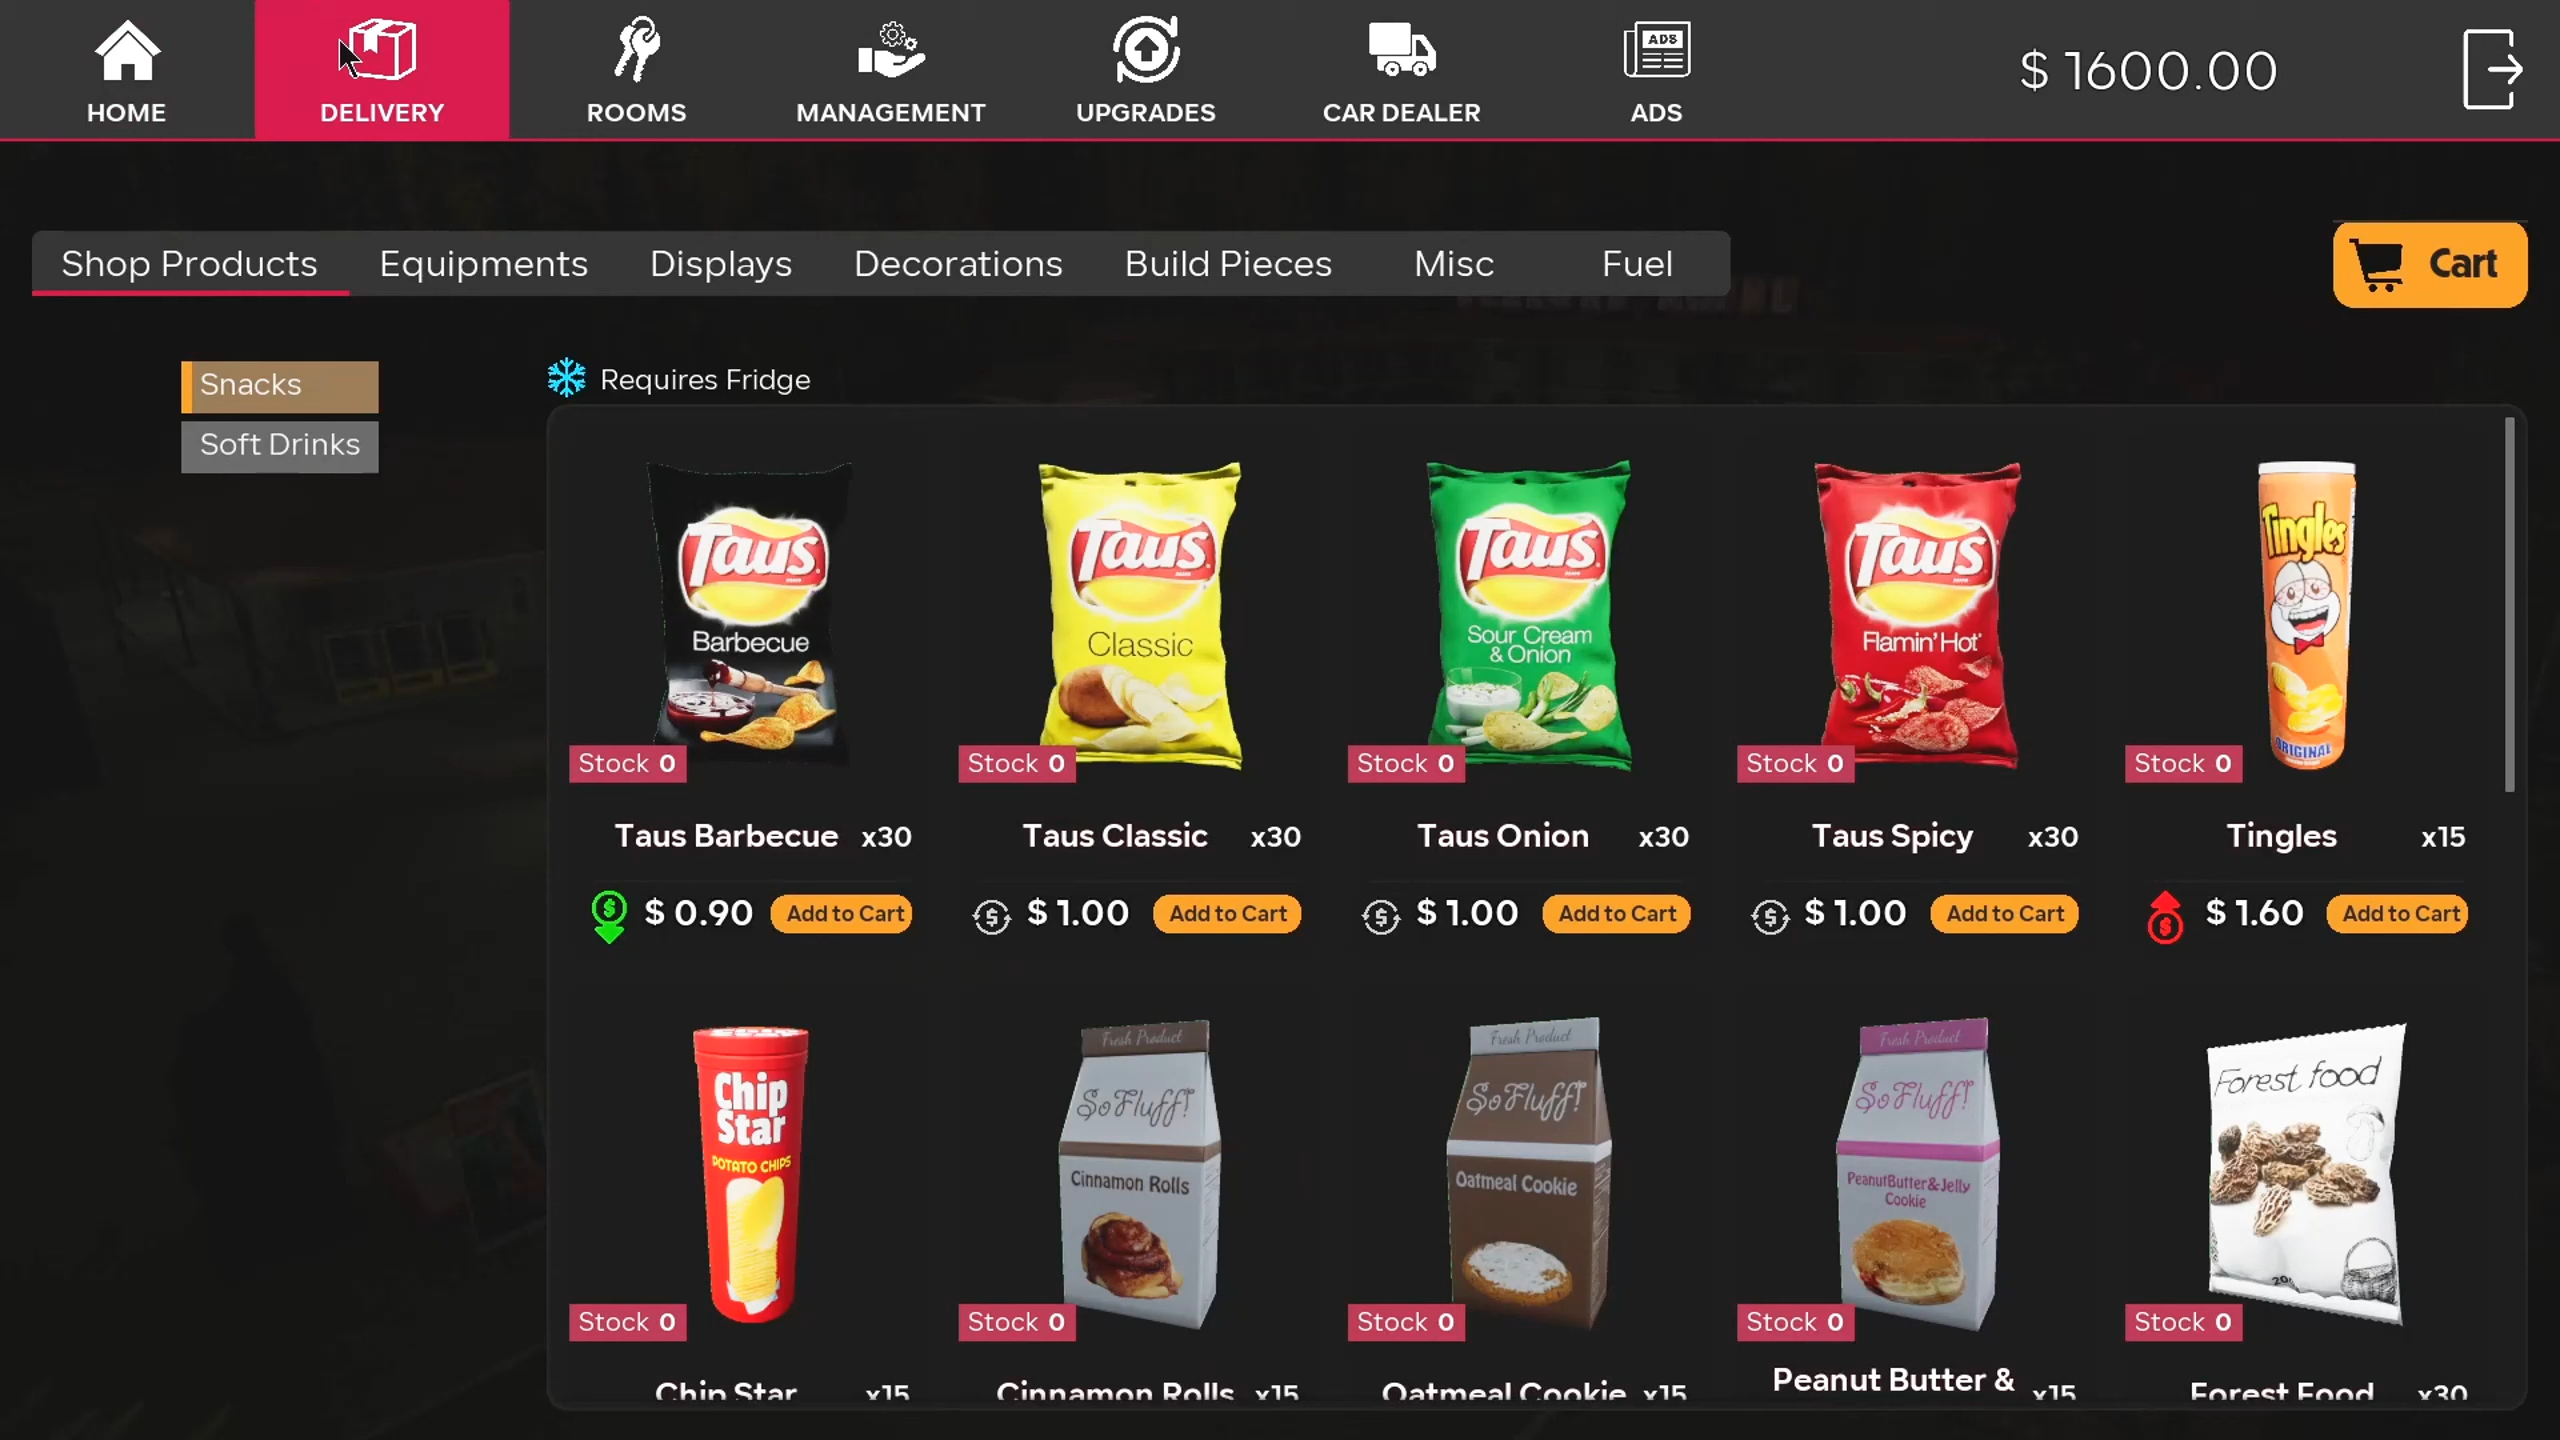 HOME
DELIVERY
ROOMS
MANAGEMENT
UPGRADES
CAR DEALER
ADS
ADS
$ 1600.00
Shop Products
Equipments
Displays
Decorations
Build Pieces
Misc
Fuel
Cart
Snacks
Soft Drinks
Requires Fridge
Taus
Barbecue
Stock 0
Taus Barbecue x30
$ 0.90 Add to Cart
Taus
Classic
Stock 0
Taus Classic x30
$ 1.00 Add to Cart
Taus
Sour Cream
& Onion
Stock 0
Taus Onion x30
$ 1.00 Add to Cart
Taus
Flamin' Hot
Stock 0
Taus Spicy x30
$ 1.00 Add to Cart
Tingles
ORIGINAL
Stock 0
Tingles x15
$ 1.60 Add to Cart
Chip
Star
POTATO CHIPS
Stock 0
Chip Star x15
Fresh Product
SoFluff!
Cinnamon Rolls
Stock 0
Cinnamon Rolls x15
Fresh Product
SoFluff!
Oatmeal Cookie
Stock 0
Oatmeal Cookie x15
Fresh Product
SoFluff!
PeanutButter&Jelly
Cookie
Stock 0
Peanut Butter & x15
Forest food
Stock 0
Forest Food x30